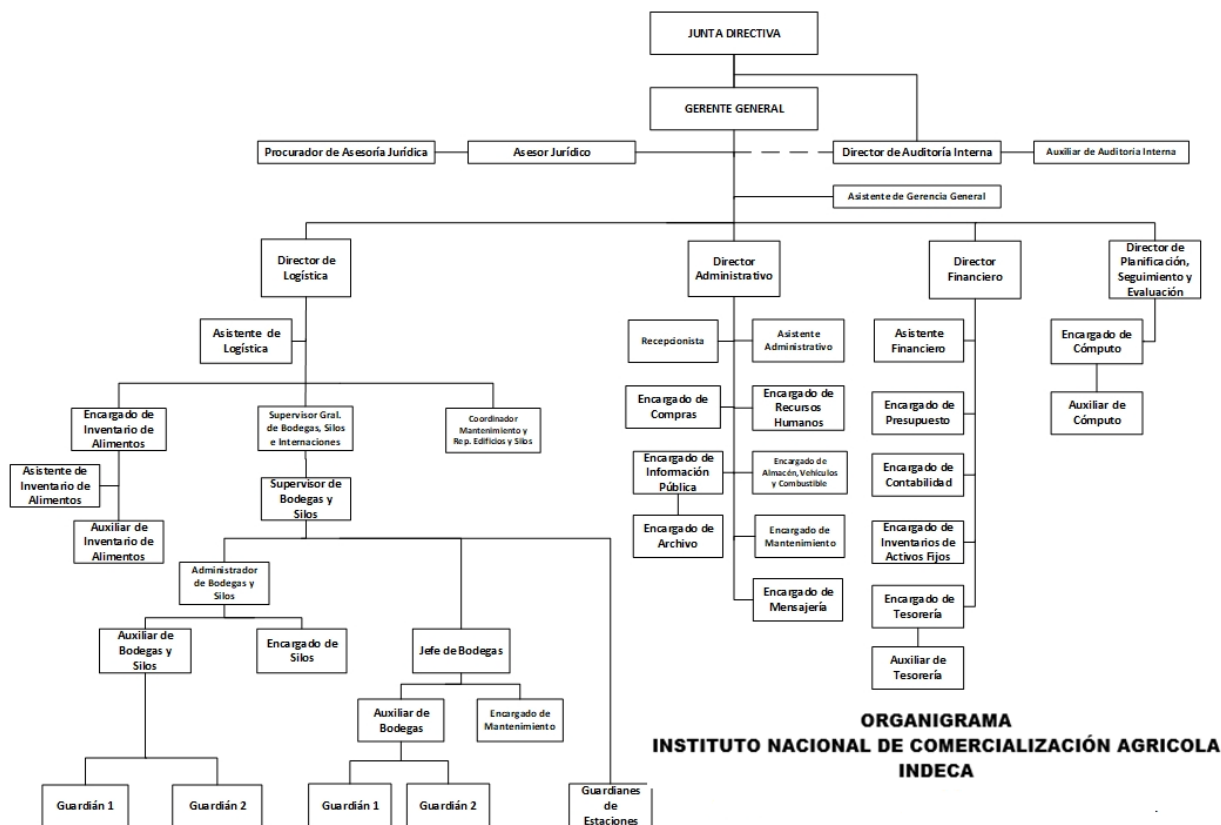 JUNTA DIRECTIVA
GERENTE GENERAL
Procurador de Asesoría Jurídica
Asesor Jurídico
Director de Auditoría Interna
Auxiliar de Auditoria Interna
Asistente de Gerencia General
Director de
Logística
Director
Administrativo
Director
Financiero
Director de
Planificación,
Seguimiento y
Evaluación
Asistente de
Logística
Recepcionista
Asistente
Administrativo
Asistente
Financiero
Encargado de
Cómputo
Encargado de
Inventario de
Alimentos
Supervisor Gral.
de Bodegas, Silos
e Internaciones
Coordinador
Mantenimiento y
Rep. Edificios y Silos
Encargado de
Compras
Encargado de
Recursos
Humanos
Encargado de
Presupuesto
Auxiliar de
Cómputo
Asistente de
Inventario de
Alimentos
Supervisor de
Bodegas y
Silos
Encargado de
Información
Pública
Encargado de
Almacén, Vehículos
y Combustible
Encargado de
Contabilidad
Auxiliar de
Inventario de
Alimentos
Encargado de
Archivo
Encargado de
Mantenimiento
Encargado de
Inventarios de
Activos Fijos
Administrador
de Bodegas y
Silos
Encargado de
Mensajería
Encargado de
Tesorería
Auxiliar de
Bodegas y
Silos
Encargado de
Silos
Jefe de Bodegas
Auxiliar de
Tesorería
Auxiliar de
Bodegas
Encargado de
Mantenimiento
Guardián 1
Guardián 2
Guardián 1
Guardián 2
Guardianes
de
Estaciones
ORGANIGRAMA
INSTITUTO NACIONAL DE COMERCIALIZACIÓN AGRICOLA
INDECA